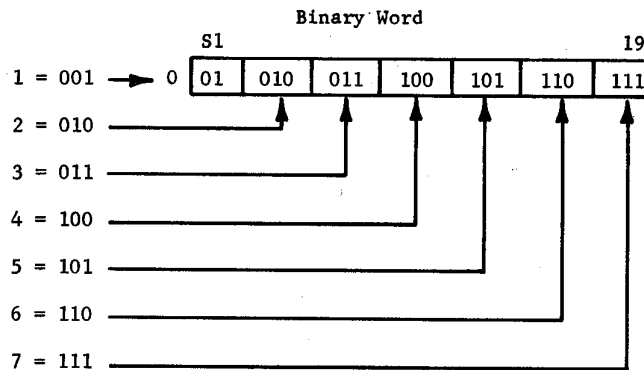 Binary Word
S1 19
1 = 001 0 01 010 011 100 101 110 111
2 = 010
3 = 011
4 = 100
5 = 101
6 = 110
7 = 111